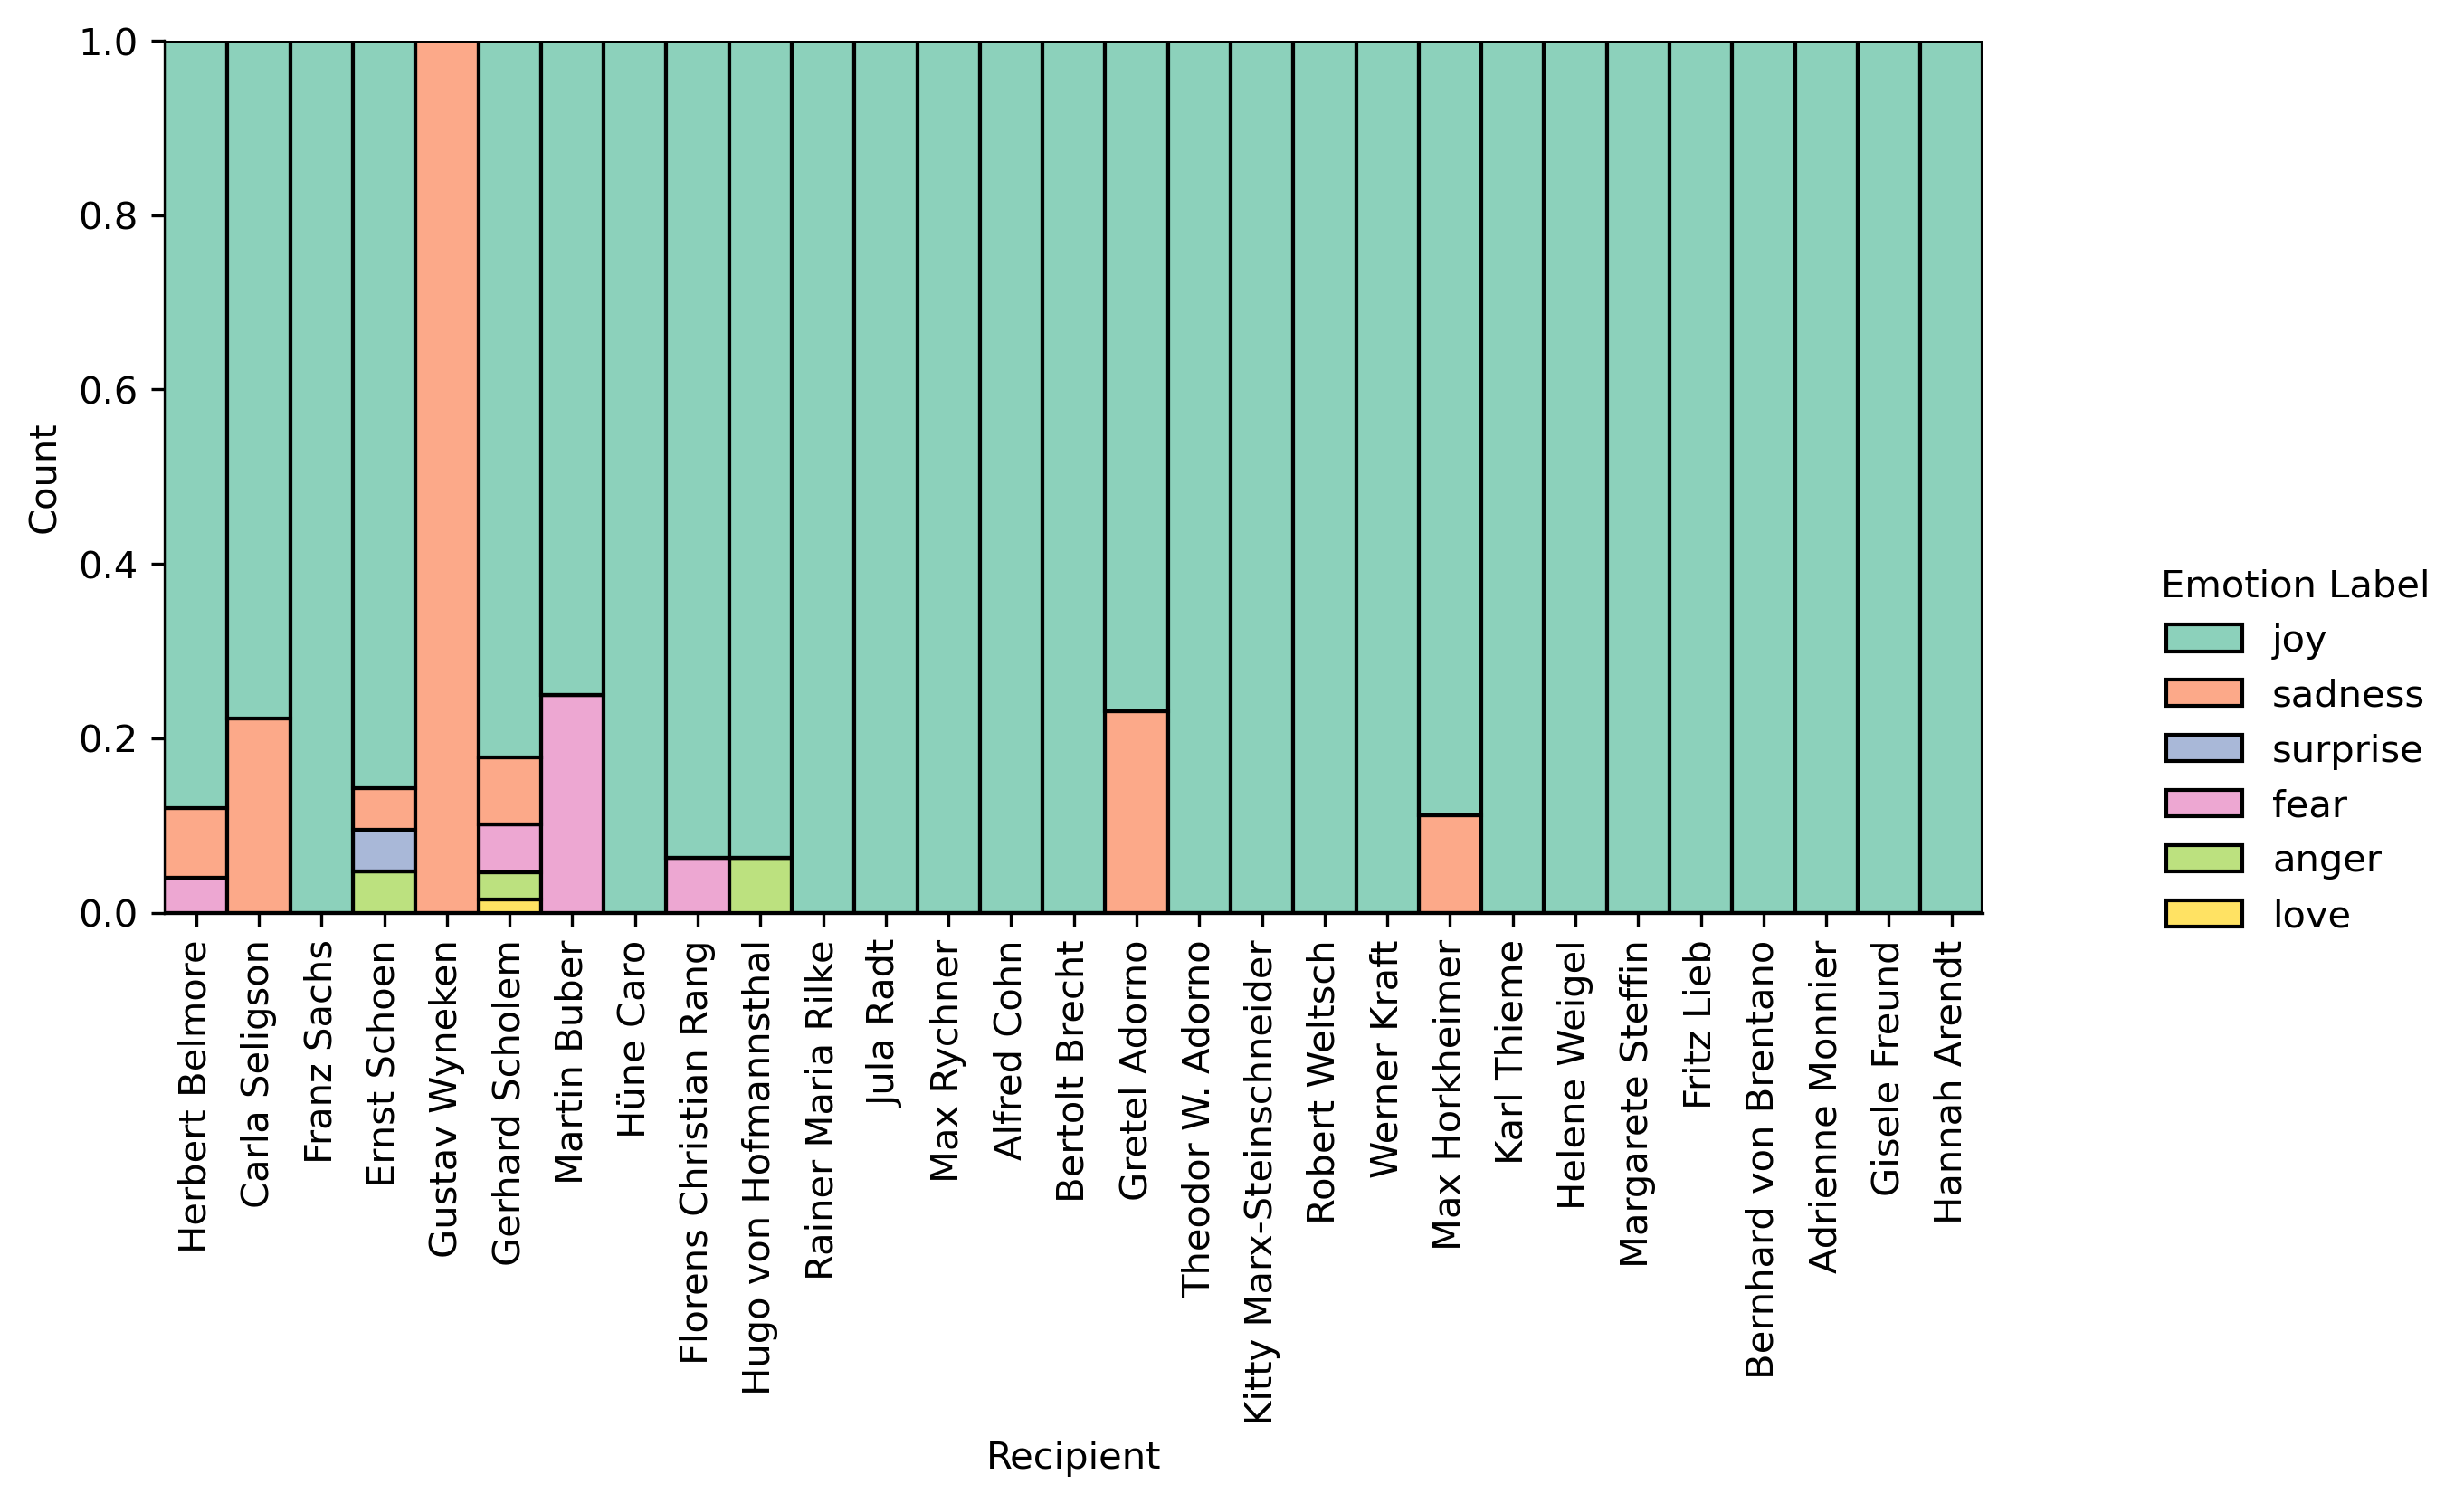 1.0
0.8
0.6
0.4
0.2
0.0
Count
Herbert Belmore
Carla Seligson
Franz Sachs
Ernst Schoen
Gustav Wyneken
Gerhard Scholem
Martin Buber
Hüne Caro
Florens Christian Rang
Hugo von Hofmannsthal
Rainer Maria Rilke
Jula Radt
Max Rychner
Alfred Cohn
Bertolt Brecht
Gretel Adorno
Theodor W. Adorno
Kitty Marx-Steinschneider
Robert Weltsch
Werner Kraft
Max Horkheimer
Karl Thieme
Helene Weigel
Margarete Steffin
Fritz Lieb
Bernhard von Brentano
Adrienne Monnier
Gisele Freund
Hannah Arendt
Recipient
Emotion Label
joy
sadness
surprise
fear
anger
love